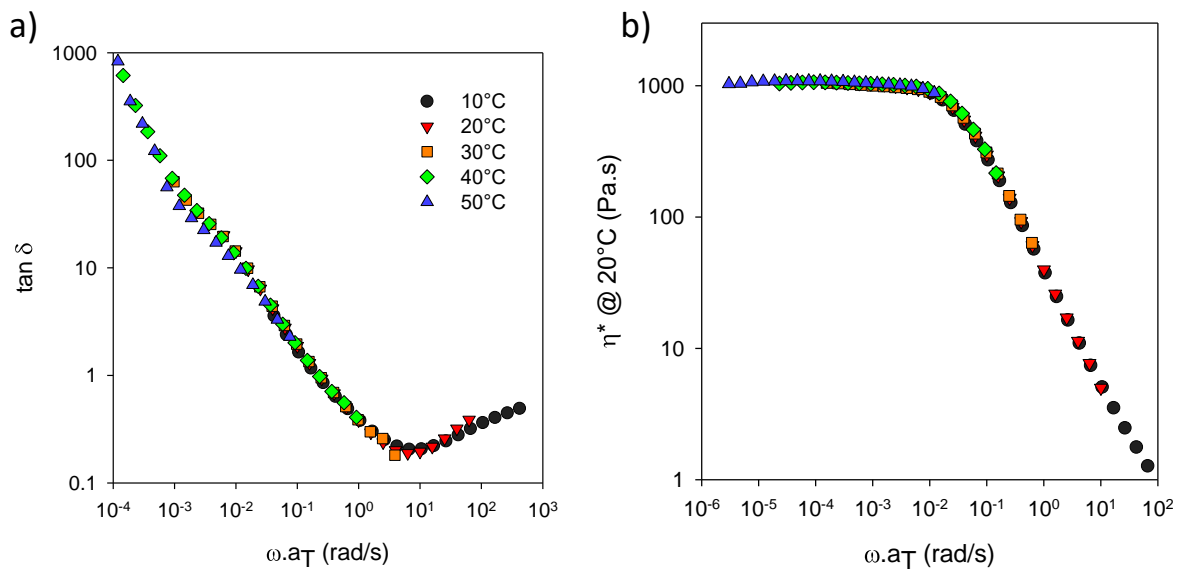 a)
1000
100
10
1
0.1
tan δ
10⁻⁴ 10⁻³ 10⁻² 10⁻¹ 10⁰ 10¹ 10² 10³
ω.aT (rad/s)
10°C
20°C
30°C
40°C
50°C
b)
1000
100
10
1
η* @ 20°C (Pa.s)
10⁻⁶ 10⁻⁵ 10⁻⁴ 10⁻³ 10⁻² 10⁻¹ 10⁰ 10¹ 10²
ω.aT (rad/s)